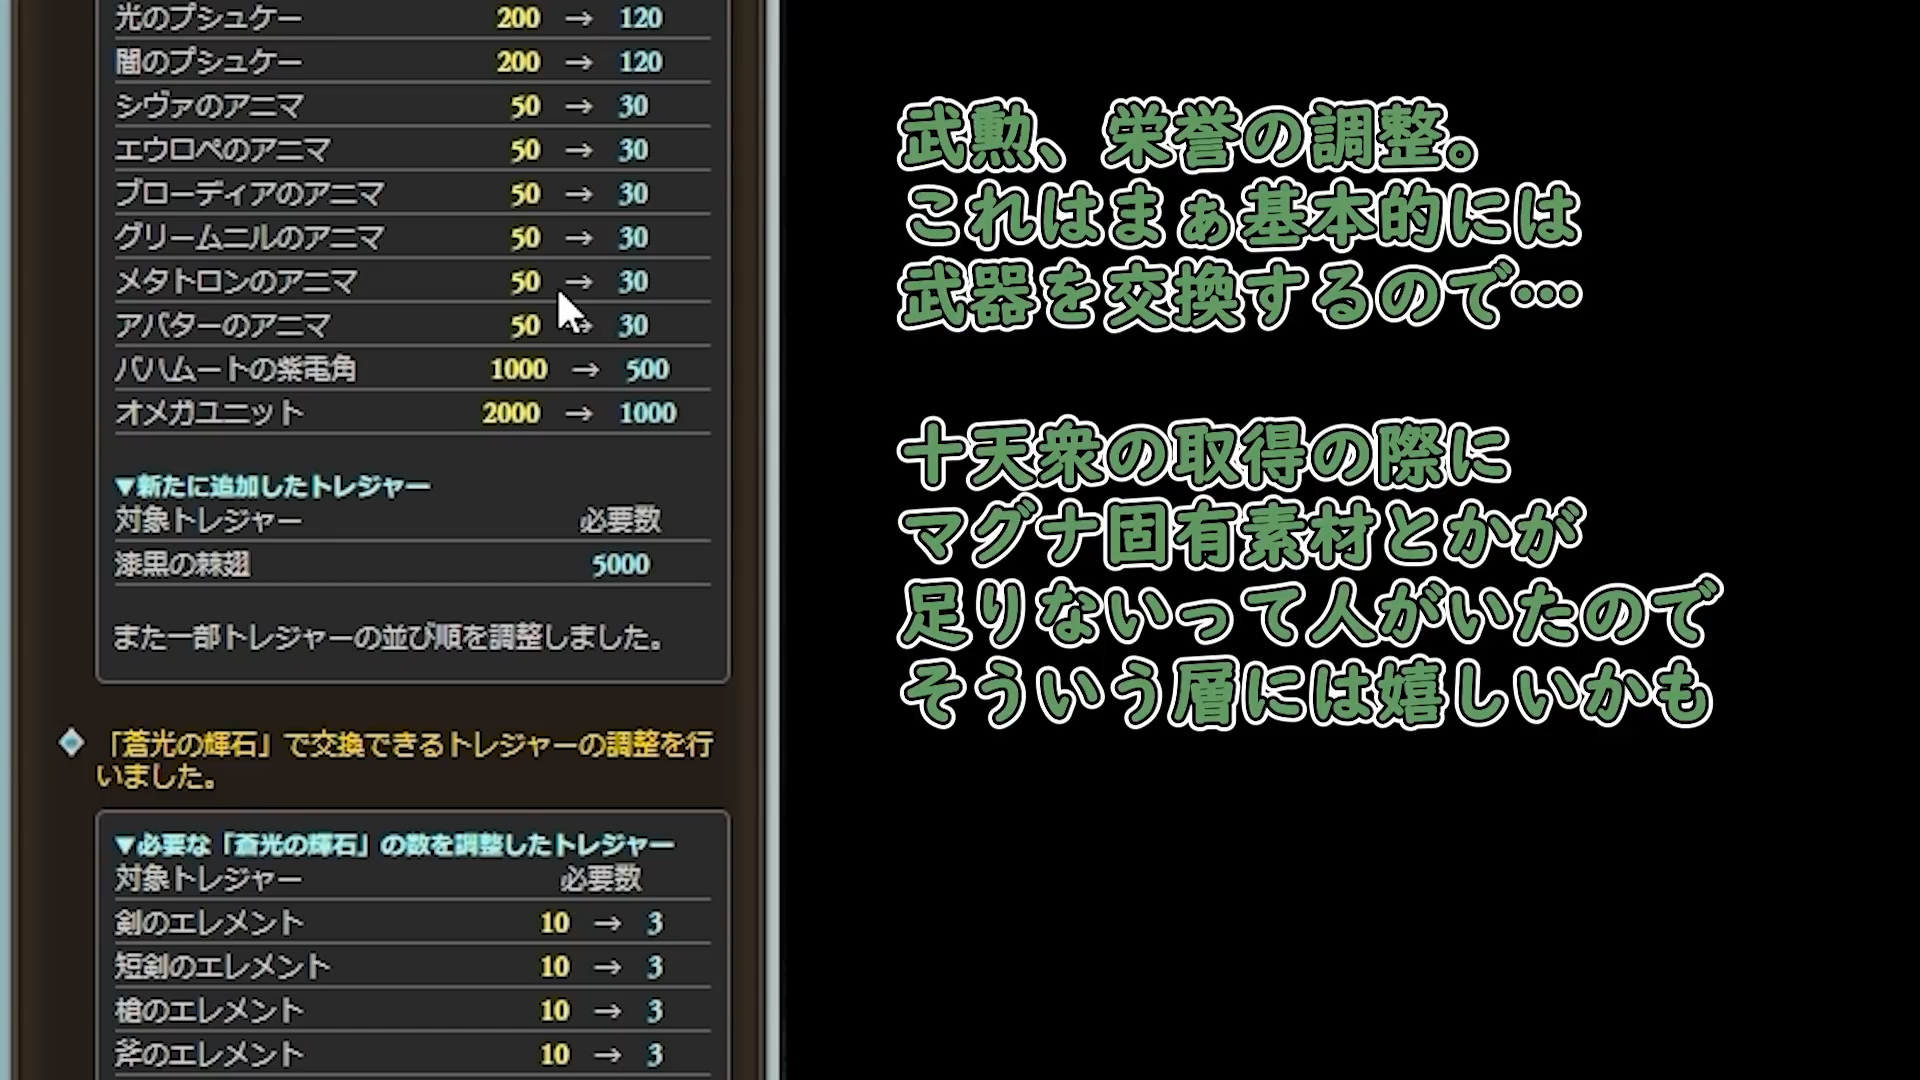 光のプシュケー 200 → 120
闇のプシュケー 200 → 120
シヴァのアニマ 50 → 30
エウロペのアニマ 50 → 30
ブローディアのアニマ 50 → 30
グリームニルのアニマ 50 → 30
メタトロンのアニマ 50 → 30
アバターのアニマ 50 → 30
バハムートの紫電角 1000 → 500
オメガユニット 2000 → 1000
▼新たに追加したトレジャー
対象トレジャー 必要数
漆黒の棘翅 5000
また一部トレジャーの並び順を調整しました。
「蒼光の輝石」で交換できるトレジャーの調整を行
いました。
▼必要な「蒼光の輝石」の数を調整したトレジャー
対象トレジャー 必要数
剣のエレメント 10 → 3
短剣のエレメント 10 → 3
槍のエレメント 10 → 3
斧のエレメント 10 → 3
武勲、栄誉の調整。
これはまぁ基本的には
武器を交換するので…
十天衆の取得の際に
マグナ固有素材とかが
足りないって人がいたので
そういう層には嬉しいかも